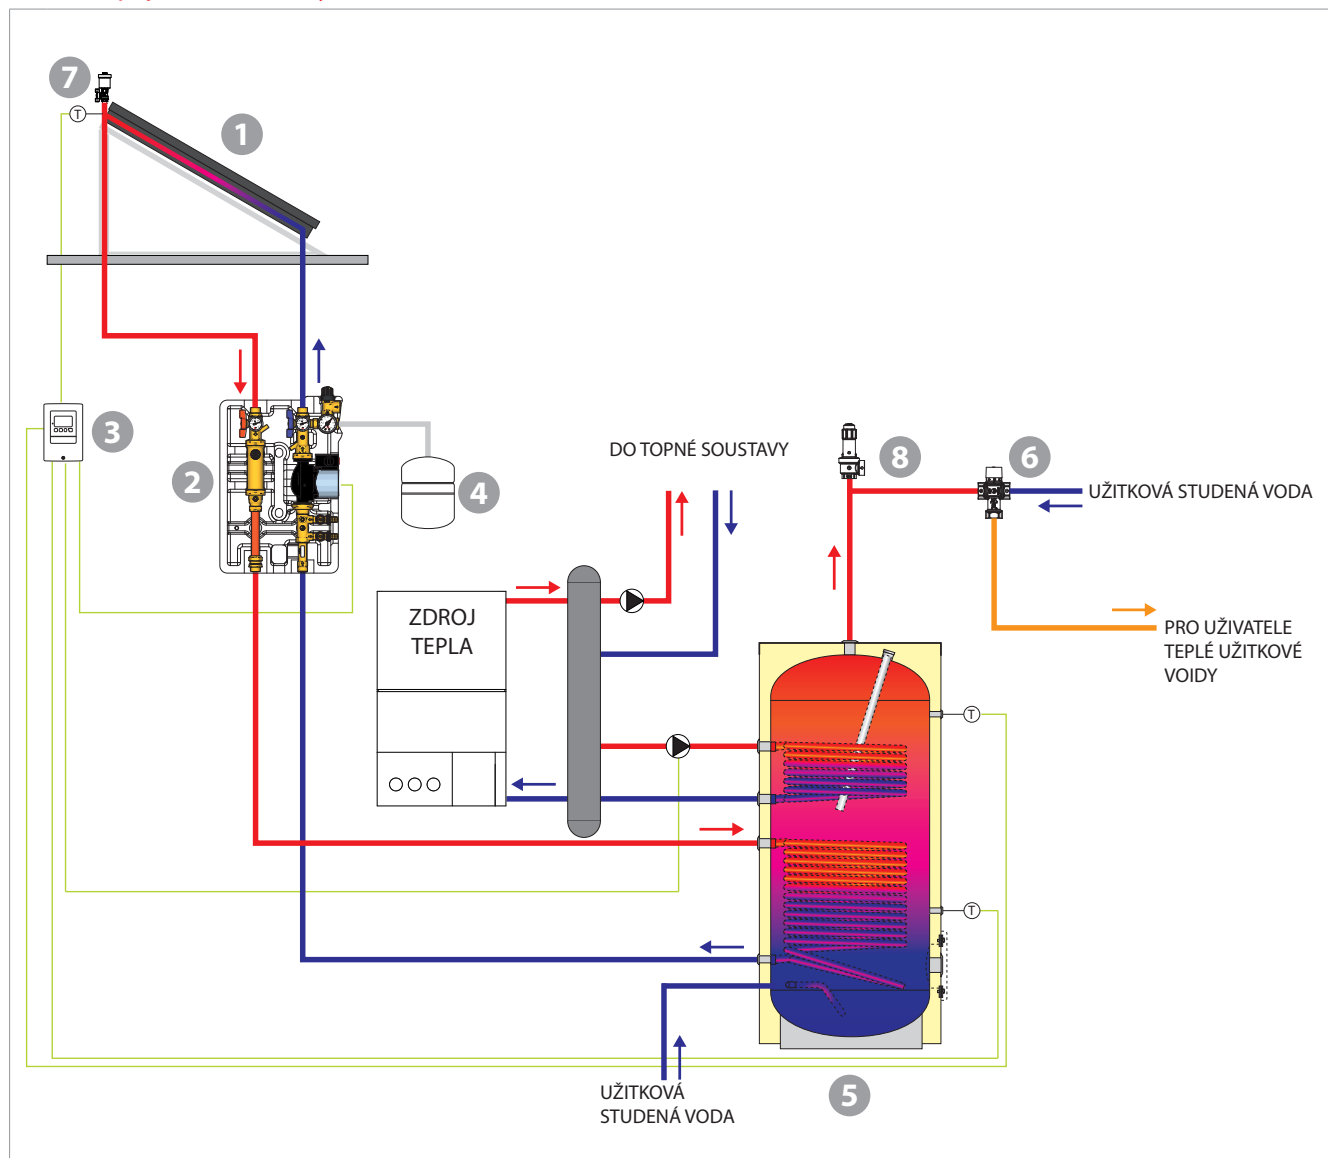 7
T
1
3
2
4
DO TOPNÉ SOUSTAVY
8
6
UŽITKOVÁ STUDENÁ VODA
ZDROJ
TEPLA
PRO UŽIVATELE
TEPLÉ UŽITKOVÉ
VOIDY
T
T
UŽITKOVÁ
STUDENÁ VODA
5